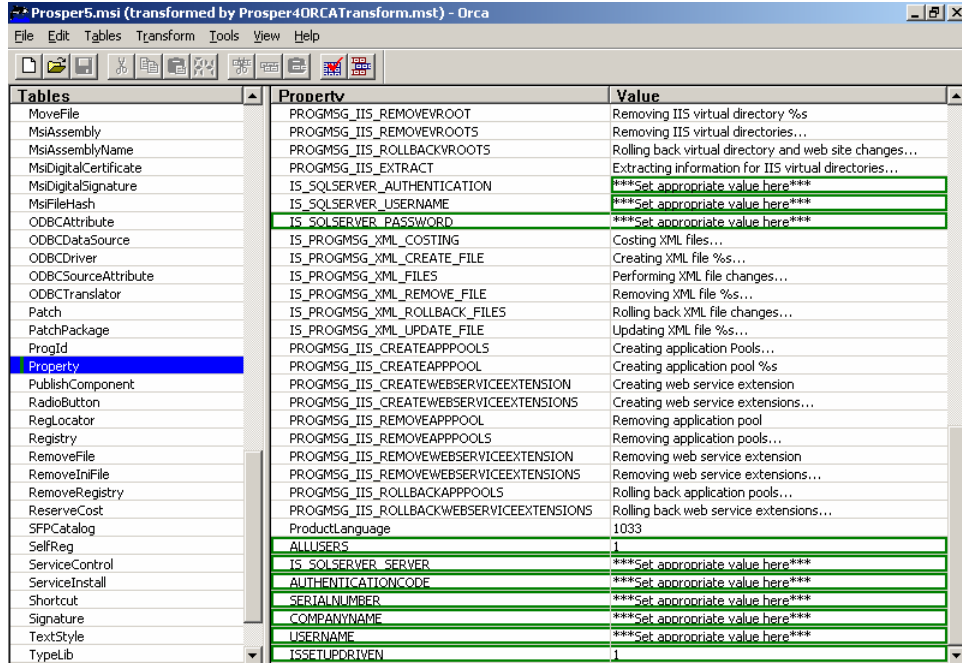 Prosper5.msi (transformed by Prosper4ORCATransform.mst) - Orca
File Edit Tables Transform Tools View Help
Tables Property Value
MoveFile PROGMSG_IIS_REMOVEVROOT Removing IIS virtual directory %s
MsiAssembly PROGMSG_IIS_REMOVEVROOTS Removing IIS virtual directories...
MsiAssemblyName PROGMSG_IIS_ROLLBACKVROOTS Rolling back virtual directory and web site changes...
MsiDigitalCertificate PROGMSG_IIS_EXTRACT Extracting information for IIS virtual directories...
MsiDigitalSignature IS_SQLSERVER_AUTHENTICATION ***Set appropriate value here***
MsiFileHash IS_SQLSERVER_USERNAME ***Set appropriate value here***
ODBCAttribute IS_SQLSERVER_PASSWORD ***Set appropriate value here***
ODBCDataSource IS_PROGMSG_XML_COSTING Costing XML files...
ODBCDriver IS_PROGMSG_XML_CREATE_FILE Creating XML file %s...
ODBCSourceAttribute IS_PROGMSG_XML_FILES Performing XML file changes...
ODBCTranslator IS_PROGMSG_XML_REMOVE_FILE Removing XML file %s...
Patch IS_PROGMSG_XML_ROLLBACK_FILES Rolling back XML file changes...
PatchPackage IS_PROGMSG_XML_UPDATE_FILE Updating XML file %s...
ProgId PROGMSG_IIS_CREATEAPPPOOLS Creating application Pools...
Property PROGMSG_IIS_CREATEAPPPOOL Creating application pool %s
PublishComponent PROGMSG_IIS_CREATEWEBSERVICEEXTENSION Creating web service extension
RadioButton PROGMSG_IIS_CREATEWEBSERVICEEXTENSIONS Creating web service extensions...
RegLocator PROGMSG_IIS_REMOVEAPPPOOL Removing application pool
Registry PROGMSG_IIS_REMOVEAPPPOOLS Removing application pools...
RemoveFile PROGMSG_IIS_REMOVEWEBSERVICEEXTENSION Removing web service extension
RemoveIniFile PROGMSG_IIS_REMOVEWEBSERVICEEXTENSIONS Removing web service extensions...
RemoveRegistry PROGMSG_IIS_ROLLBACKAPPPOOLS Rolling back application pools...
ReserveCost PROGMSG_IIS_ROLLBACKWEBSERVICEEXTENSIONS Rolling back web service extensions...
SFPCatalog ProductLanguage 1033
SelfReg ALLUSERS 1
ServiceControl IS_SQLSERVER_SERVER ***Set appropriate value here***
ServiceInstall AUTHENTICATIONCODE ***Set appropriate value here***
Shortcut SERIALNUMBER ***Set appropriate value here***
Signature COMPANYNAME ***Set appropriate value here***
TextStyle USERNAME ***Set appropriate value here***
TypeLib ISSETUPDRIVEN 1